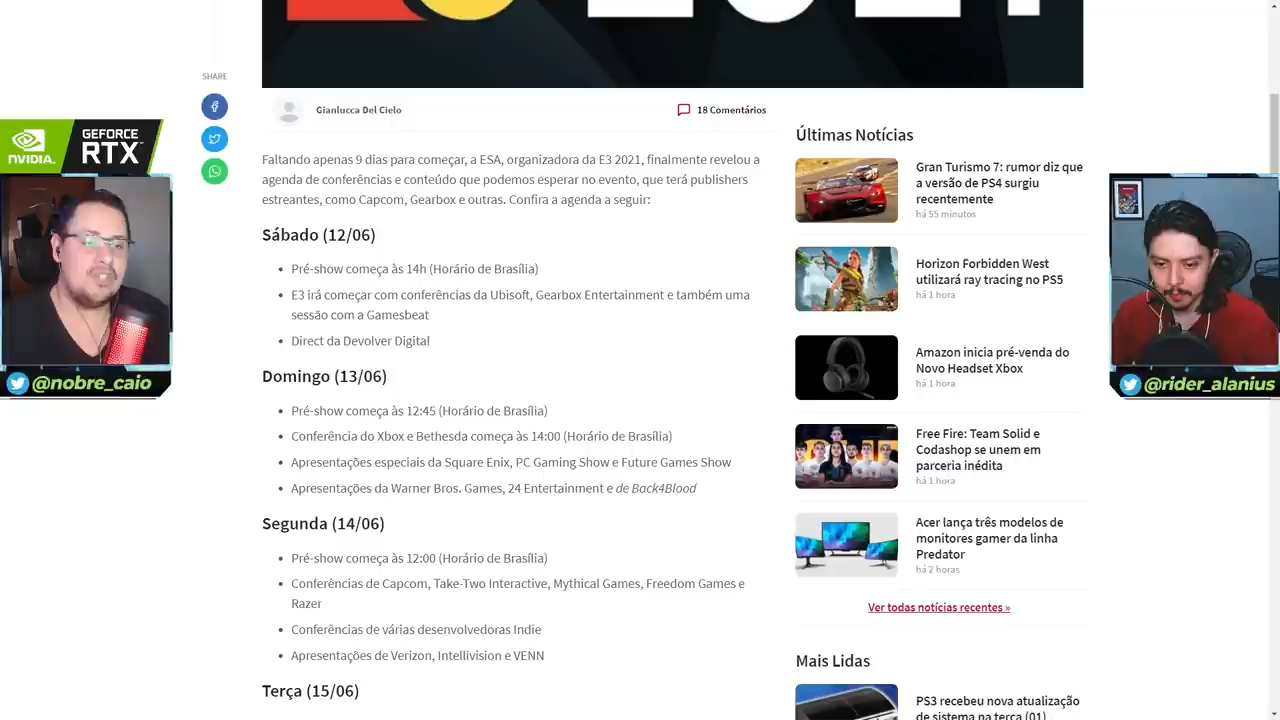 SHARE
NVIDIA.
GEFORCE
RTX
@nobre_caio
Gianlucca Del Cielo
18 Comentários
Faltando apenas 9 dias para começar, a ESA, organizadora da E3 2021, finalmente revelou a
agenda de conferências e conteúdo que podemos esperar no evento, que terá publishers
estreantes, como Capcom, Gearbox e outras. Confira a agenda a seguir:
Sábado (12/06)
• Pré-show começa às 14h (Horário de Brasília)
• E3 irá começar com conferências da Ubisoft, Gearbox Entertainment e também uma
sessão com a Gamesbeat
• Direct da Devolver Digital
Domingo (13/06)
• Pré-show começa às 12:45 (Horário de Brasília)
• Conferência do Xbox e Bethesda começa às 14:00 (Horário de Brasília)
• Apresentações especiais da Square Enix, PC Gaming Show e Future Games Show
• Apresentações da Warner Bros. Games, 24 Entertainment e de Back4Blood
Segunda (14/06)
• Pré-show começa às 12:00 (Horário de Brasília)
• Conferências de Capcom, Take-Two Interactive, Mythical Games, Freedom Games e
Razer
• Conferências de várias desenvolvedoras Indie
• Apresentações de Verizon, Intellivision e VENN
Terça (15/06)
Últimas Notícias
Gran Turismo 7: rumor diz que
a versão de PS4 surgiu
recentemente
há 55 minutos
Horizon Forbidden West
utilizará ray tracing no PS5
há 1 hora
Amazon inicia pré-venda do
Novo Headset Xbox
há 1 hora
Free Fire: Team Solid e
Codashop se unem em
parceria inédita
há 1 hora
Acer lança três modelos de
monitores gamer da linha
Predator
há 2 horas
Ver todas notícias recentes »
Mais Lidas
PS3 recebeu nova atualização
de sistema na terça (01)
@rider_alanius